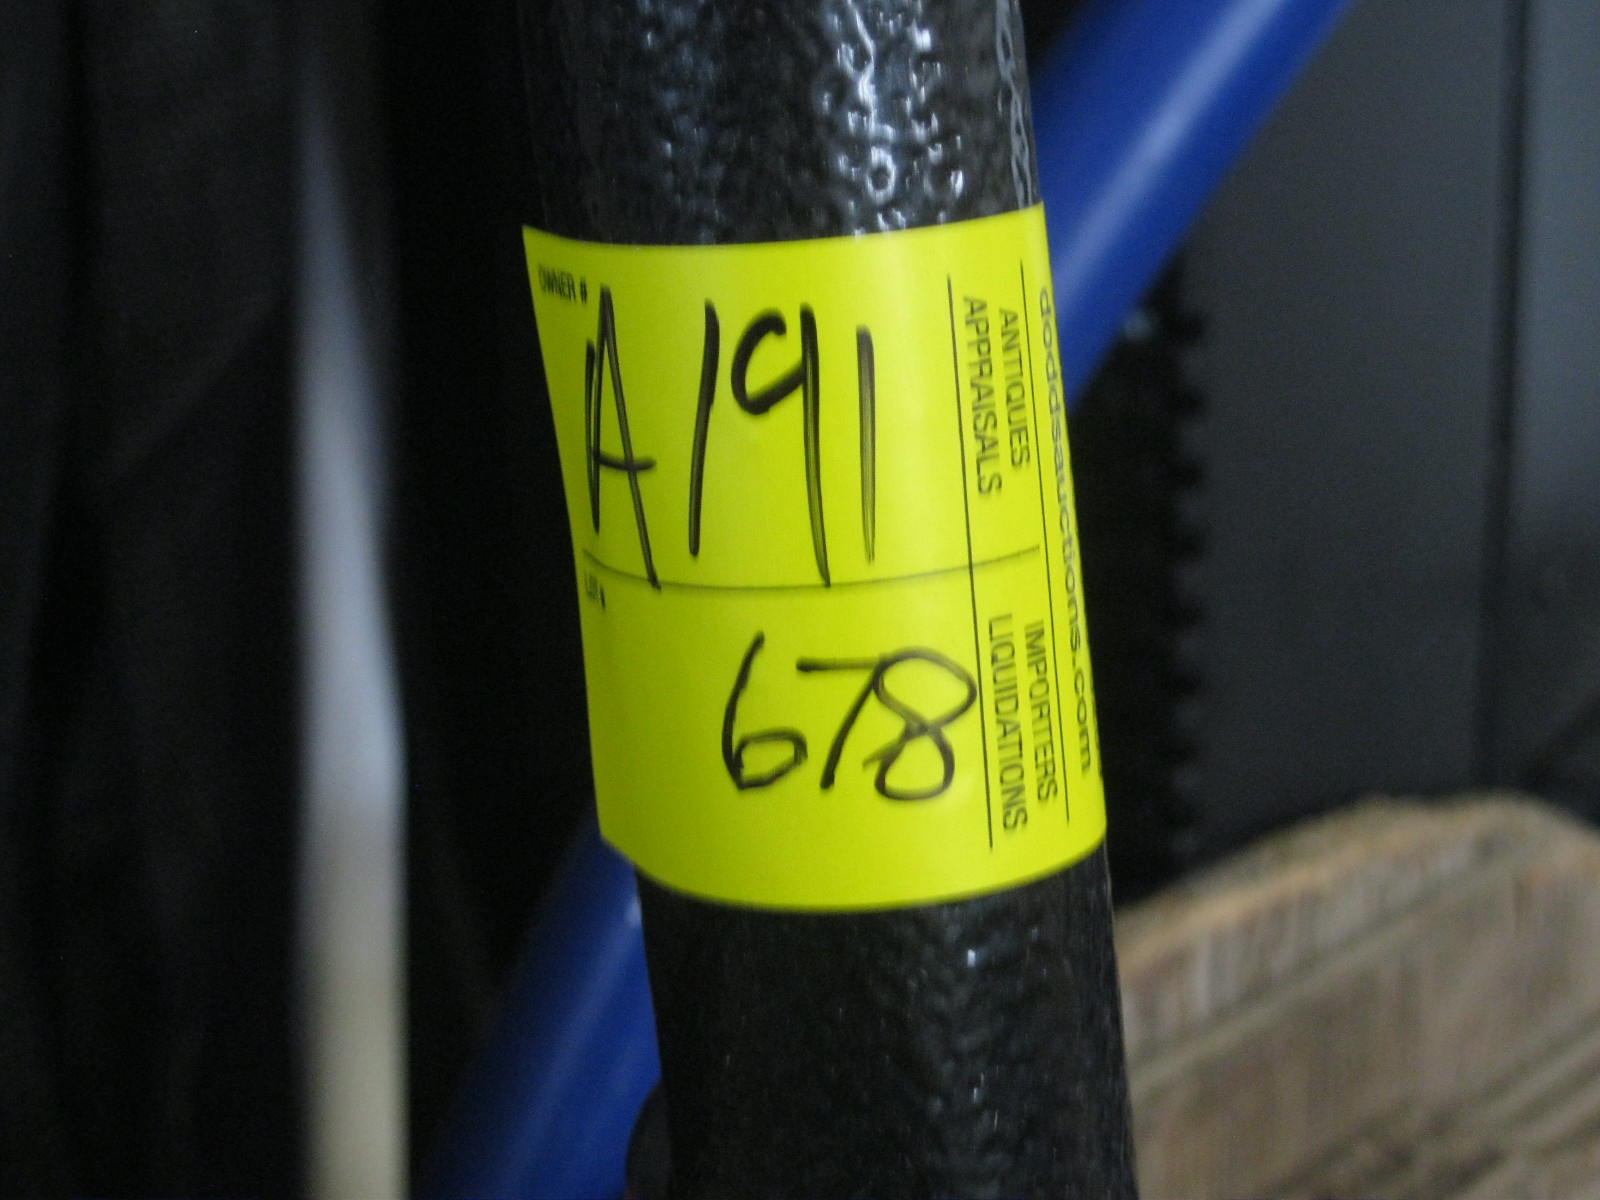 OWNER #
A191
LOT #
678
doddsauctions.com
ANTIQUES
APPRAISALS
IMPORTERS
LIQUIDATIONS